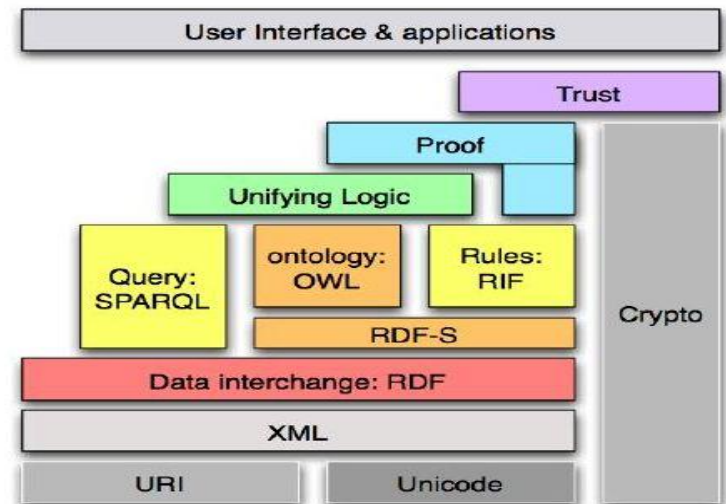 User Interface & applications
Trust
Proof
Unifying Logic
Query:
SPARQL
ontology:
OWL
Rules:
RIF
Crypto
RDF-S
Data interchange: RDF
XML
URI
Unicode